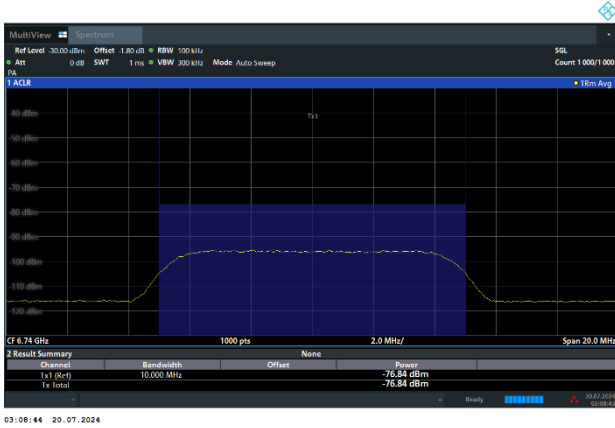 MultiView Spectrum
Ref Level -30.00 dBm Offset -1.80 dB RBW 100 kHz SGL
Att 0 dB SWT 1 ms VBW 300 kHz Mode Auto Sweep Count 1 000/1 000
PA
1 ACLR 1Rm Avg
Tx1
-40 dBm
-50 dBm
-60 dBm
-70 dBm
-80 dBm
-90 dBm
-100 dBm
-110 dBm
-120 dBm
CF 6.74 GHz 1000 pts 2.0 MHz/ Span 20.0 MHz
2 Result Summary None
Channel Bandwidth Offset Power
Tx1 (Ref) 10.000 MHz -76.84 dBm
Tx Total -76.84 dBm
Ready 20.07.2024
03:08:43
03:08:44 20.07.2024